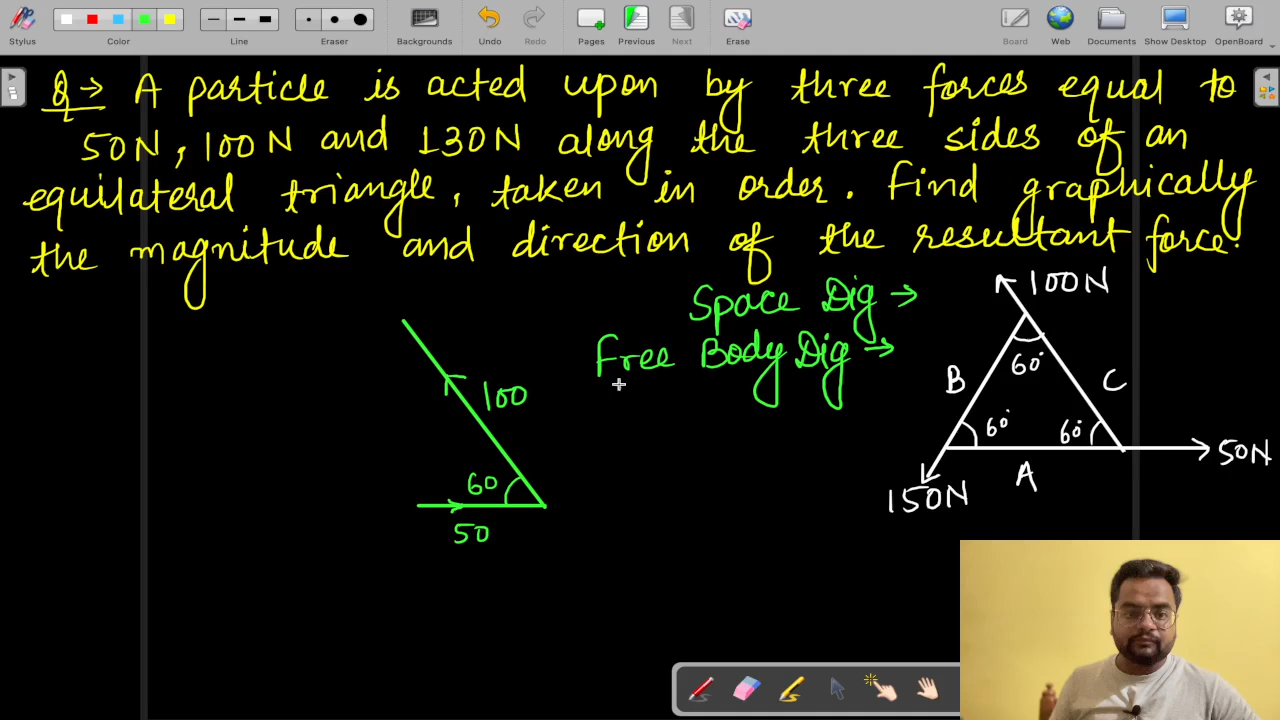 Stylus
Color
Line
Eraser
Backgrounds
Undo
Redo
Pages
Previous
Next
Erase
Board
Web
Documents
Show Desktop
OpenBoard
Q→ A particle is acted upon by three forces equal to
50N, 100N and 130N along the three sides of an
equilateral triangle, taken in order. Find graphically
the magnitude and direction of the resultant force.
Space Dig →
Free Body Dig →
100N
60°
B
C
60°
60°
50N
A
150N
100
60
50